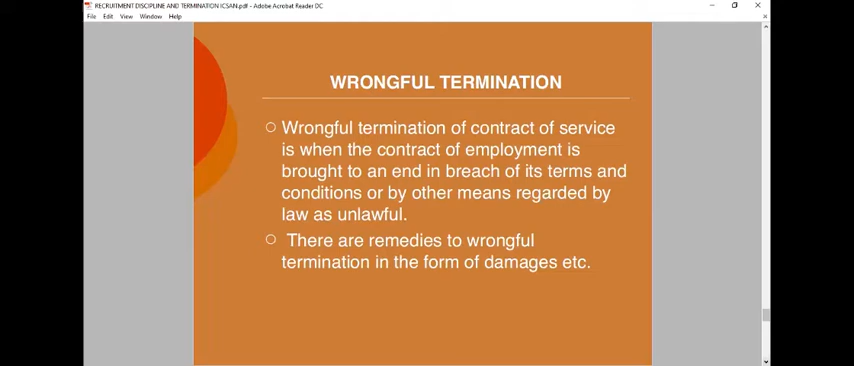 RECRUITMENT DISCIPLINE AND TERMINATION ICSAN.pdf - Adobe Acrobat Reader DC
File Edit View Window Help
WRONGFUL TERMINATION
Wrongful termination of contract of service
is when the contract of employment is
brought to an end in breach of its terms and
conditions or by other means regarded by
law as unlawful.
There are remedies to wrongful
termination in the form of damages etc.